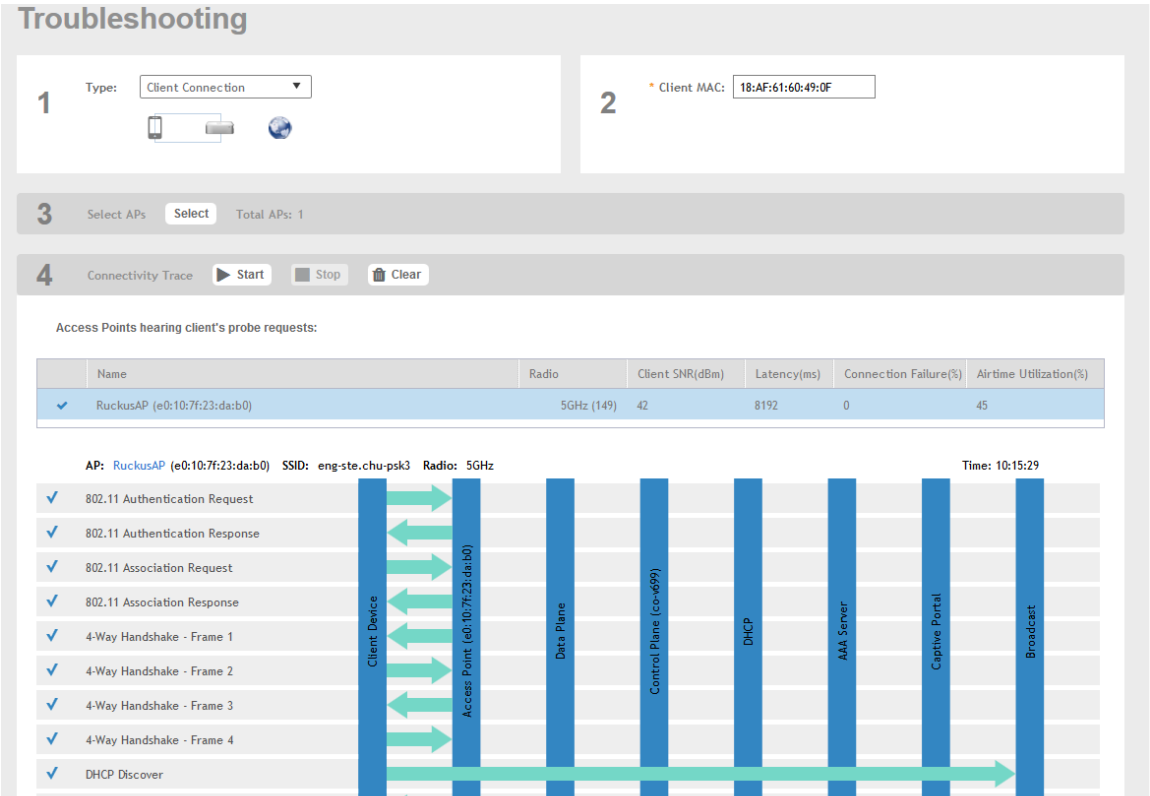 Troubleshooting
1
Type: Client Connection
2
* Client MAC: 18:AF:61:60:49:0F
3 Select APs Select Total APs: 1
4 Connectivity Trace Start Stop Clear
Access Points hearing client's probe requests:
Name Radio Client SNR(dBm) Latency(ms) Connection Failure(%) Airtime Utilization(%)
RuckusAP (e0:10:7f:23:da:b0) 5GHz (149) 42 8192 0 45
AP: RuckusAP (e0:10:7f:23:da:b0) SSID: eng-ste.chu-psk3 Radio: 5GHz Time: 10:15:29
802.11 Authentication Request
802.11 Authentication Response
802.11 Association Request
802.11 Association Response
4-Way Handshake - Frame 1
4-Way Handshake - Frame 2
4-Way Handshake - Frame 3
4-Way Handshake - Frame 4
DHCP Discover
Client Device
Access Point (e0:10:7f:23:da:b0)
Data Plane
Control Plane (co-v699)
DHCP
AAA Server
Captive Portal
Broadcast